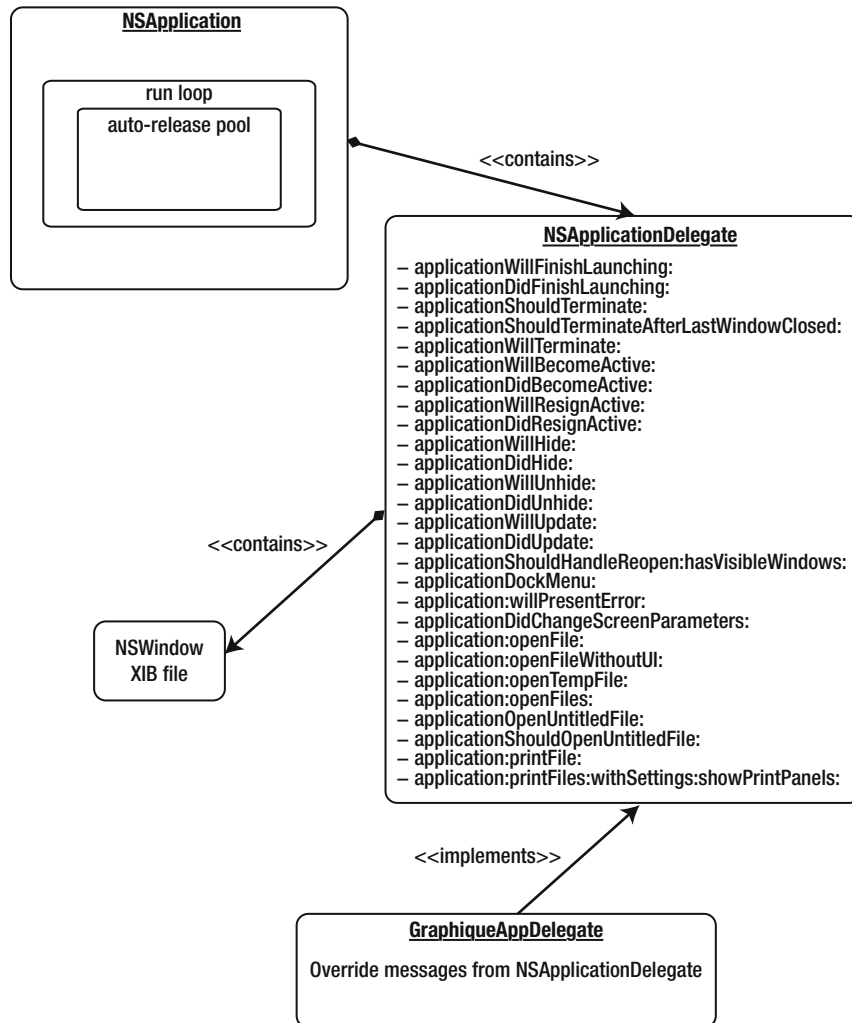 NSApplication
run loop
auto-release pool
<<contains>>
NSApplicationDelegate
– applicationWillFinishLaunching:
– applicationDidFinishLaunching:
– applicationShouldTerminate:
– applicationShouldTerminateAfterLastWindowClosed:
– applicationWillTerminate:
– applicationWillBecomeActive:
– applicationDidBecomeActive:
– applicationWillResignActive:
– applicationDidResignActive:
– applicationWillHide:
– applicationDidHide:
– applicationWillUnhide:
– applicationDidUnhide:
– applicationWillUpdate:
– applicationDidUpdate:
– applicationShouldHandleReopen:hasVisibleWindows:
– applicationDockMenu:
– application:willPresentError:
– applicationDidChangeScreenParameters:
– application:openFile:
– application:openFileWithoutUI:
– application:openTempFile:
– application:openFiles:
– applicationOpenUntitledFile:
– applicationShouldOpenUntitledFile:
– application:printFile:
– application:printFiles:withSettings:showPrintPanels:
<<contains>>
NSWindow
XIB file
<<implements>>
GraphiqueAppDelegate
Override messages from NSApplicationDelegate